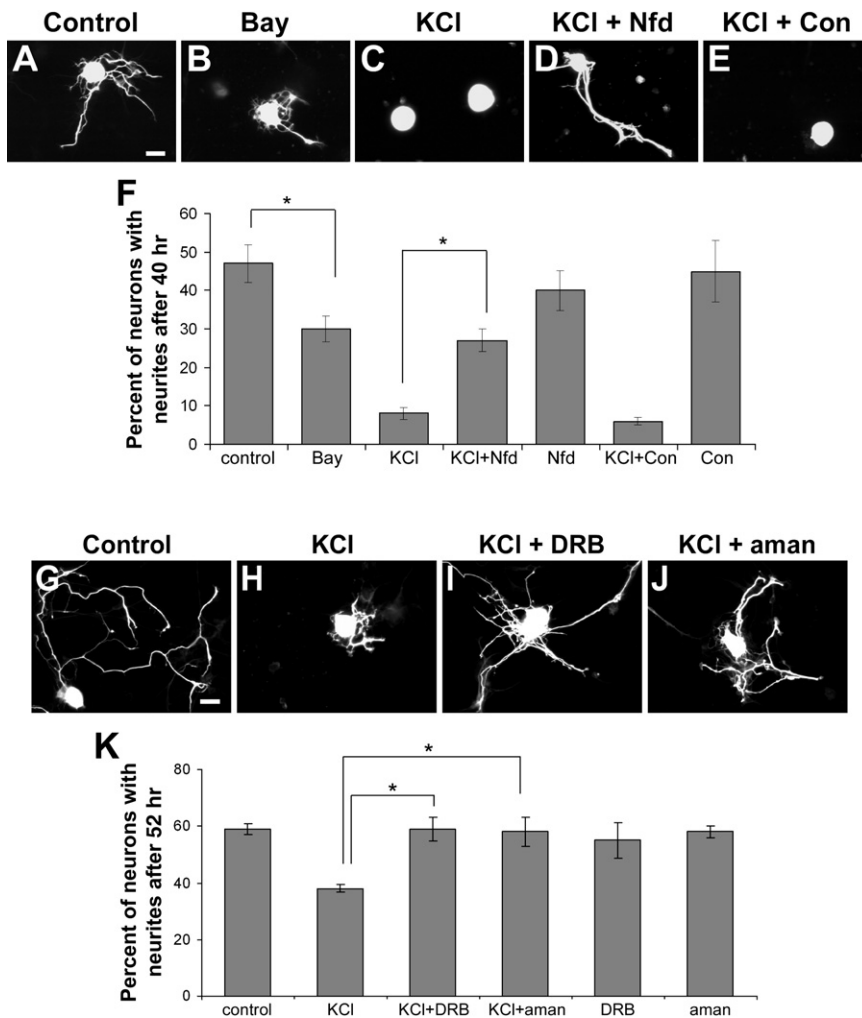 Control Bay KCl KCl + Nfd KCl + Con
A B C D E
F
Percent of neurons with
neurites after 40 hr
*
*
60
50
40
30
20
10
0
control Bay KCl KCl+Nfd Nfd KCl+Con Con
Control KCl KCl + DRB KCl + aman
G H I J
K
Percent of neurons with
neurites after 52 hr
*
*
80
60
40
20
0
control KCl KCl+DRB KCl+aman DRB aman